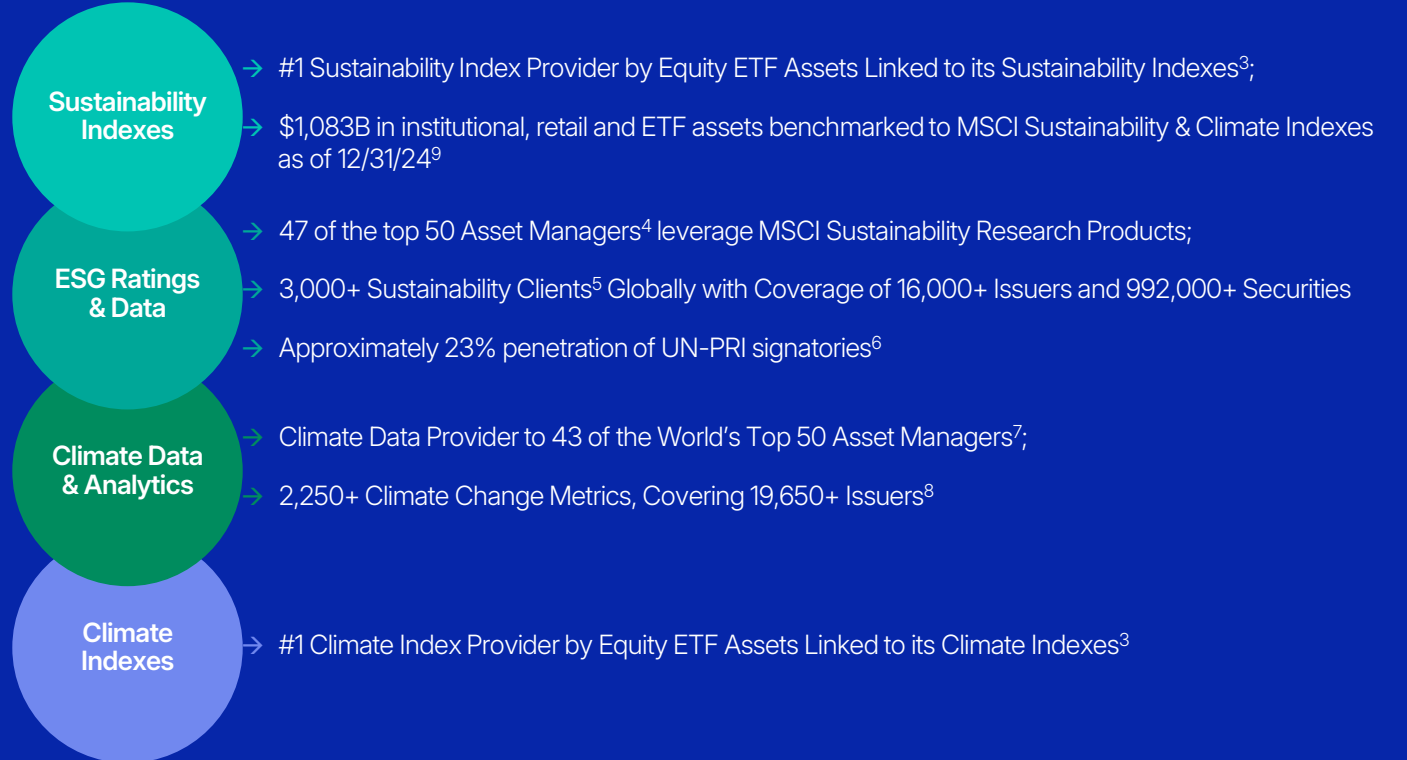 Sustainability
Indexes
→ #1 Sustainability Index Provider by Equity ETF Assets Linked to its Sustainability Indexes³;
→ $1,083B in institutional, retail and ETF assets benchmarked to MSCI Sustainability & Climate Indexes
as of 12/31/24⁹
ESG Ratings
& Data
→ 47 of the top 50 Asset Managers⁴ leverage MSCI Sustainability Research Products;
→ 3,000+ Sustainability Clients⁵ Globally with Coverage of 16,000+ Issuers and 992,000+ Securities
→ Approximately 23% penetration of UN-PRI signatories⁶
Climate Data
& Analytics
→ Climate Data Provider to 43 of the World's Top 50 Asset Managers⁷;
→ 2,250+ Climate Change Metrics, Covering 19,650+ Issuers⁸
Climate
Indexes
→ #1 Climate Index Provider by Equity ETF Assets Linked to its Climate Indexes³